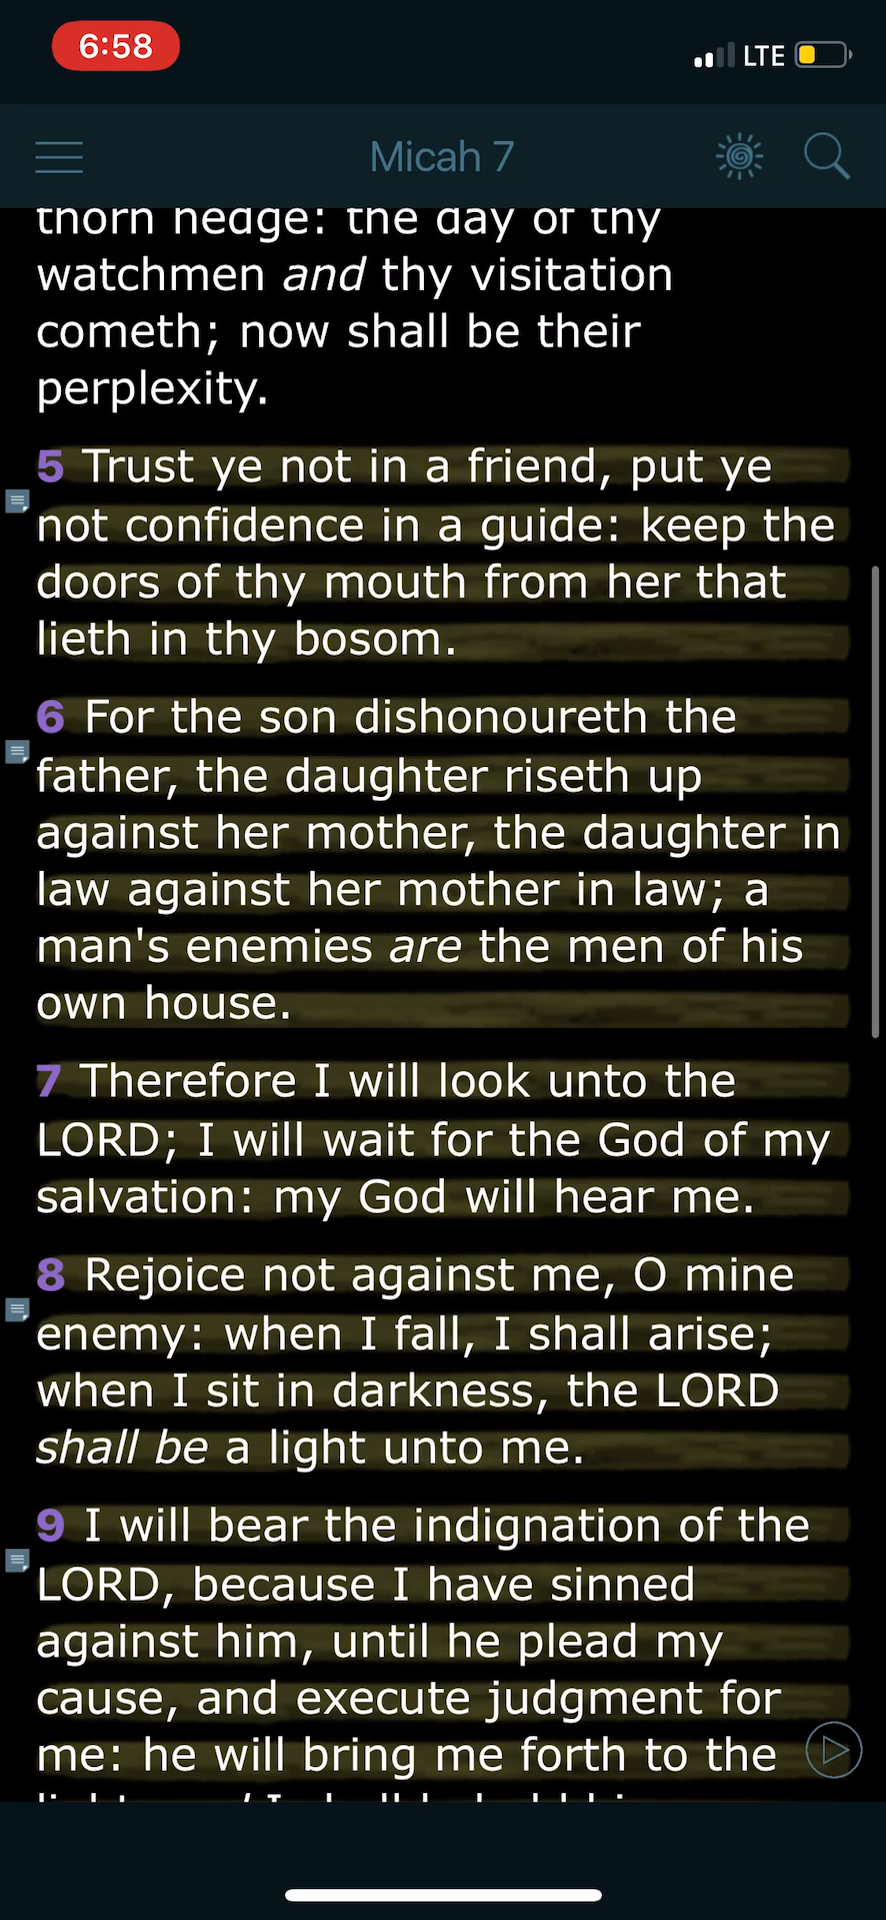 6:58
LTE
Micah 7
thorn hedge: the day of thy
watchmen and thy visitation
cometh; now shall be their
perplexity.
5 Trust ye not in a friend, put ye
not confidence in a guide: keep the
doors of thy mouth from her that
lieth in thy bosom.
6 For the son dishonoureth the
father, the daughter riseth up
against her mother, the daughter in
law against her mother in law; a
man's enemies are the men of his
own house.
7 Therefore I will look unto the
LORD; I will wait for the God of my
salvation: my God will hear me.
8 Rejoice not against me, O mine
enemy: when I fall, I shall arise;
when I sit in darkness, the LORD
shall be a light unto me.
9 I will bear the indignation of the
LORD, because I have sinned
against him, until he plead my
cause, and execute judgment for
me: he will bring me forth to the